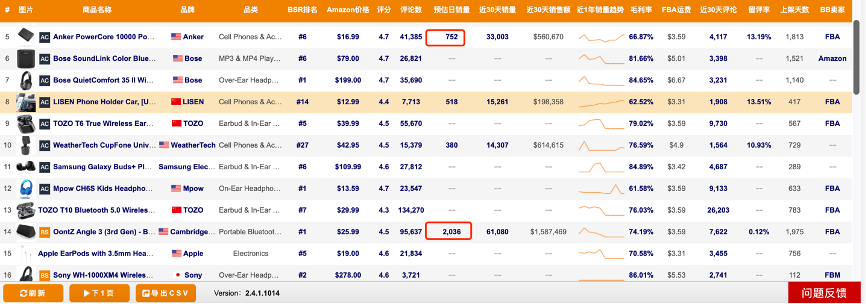 # 图片 商品名称 品牌 品类 BSR排名 Amazon价格 评分 评论数 预估日销量 近30天销量 近30天销售额 近1年销量趋势 毛利率 FBA运费 近30天评论 留评率 上架天数 BB卖家
5 AC Anker PowerCore 10000 Po... Anker Cell Phones & Ac... #6 $16.99 4.7 41,385 752 33,003 $560,670 66.87% $3.59 4,117 13.19% 1,813 FBA
6 AC Bose SoundLink Color Blue... Bose MP3 & MP4 Play... #6 $79.00 4.7 26,821 --- --- --- 81.66% $5.01 3,398 --- 1,521 Amazon
7 AC Bose QuietComfort 35 II Wi... Bose Over-Ear Headp... #1 $199.00 4.7 35,690 --- --- --- 84.65% $6.67 3,231 --- 1,140 ---
8 AC LISEN Phone Holder Car, [U... LISEN Cell Phones & Ac... #14 $12.99 4.4 7,713 518 15,261 $198,358 62.52% $3.31 1,908 13.51% 417 FBA
9 AC TOZO T6 True Wireless Ear... TOZO Earbud & In-Ear ... #5 $39.99 4.5 55,670 --- --- --- 79.02% $3.59 9,730 --- 567 FBA
10 AC WeatherTech CupFone Univ... WeatherTech Cell Phones & Ac... #27 $42.95 4.5 15,379 380 14,307 $614,615 76.59% $4.9 1,564 10.93% 729 ---
11 AC Samsung Galaxy Buds+ Pl... Samsung Elec... Earbud & In-Ear ... #6 $109.99 4.6 27,812 --- --- --- 84.89% $3.42 4,687 --- 289 ---
12 AC Mpow CH6S Kids Headpho... Mpow On-Ear Headpho... #1 $13.59 4.7 23,547 --- --- --- 61.58% $3.59 9,133 --- 633 FBA
13 TOZO T10 Bluetooth 5.0 Wireles... TOZO Earbud & In-Ear ... #7 $29.99 4.3 134,270 --- --- --- 76.03% $3.59 26,203 --- 783 FBA
14 BS OontZ Angle 3 (3rd Gen) - B... Cambridge... Portable Bluetoot... #1 $25.99 4.5 95,637 2,036 61,080 $1,587,469 74.19% $3.59 7,622 0.12% 1,975 FBA
15 Apple EarPods with 3.5mm Hea... Apple Electronics #5 $19.00 4.6 21,834 --- --- --- 70.58% $3.31 3,455 --- 756 ---
16 BS Sony WH-1000XM4 Wireles... Sony Over-Ear Headp... #2 $278.00 4.6 3,721 --- --- --- 86.01% $5.53 2,741 --- 112 FBM
刷新 下1页 导出CSV Version：2.4.1.1014 问题反馈